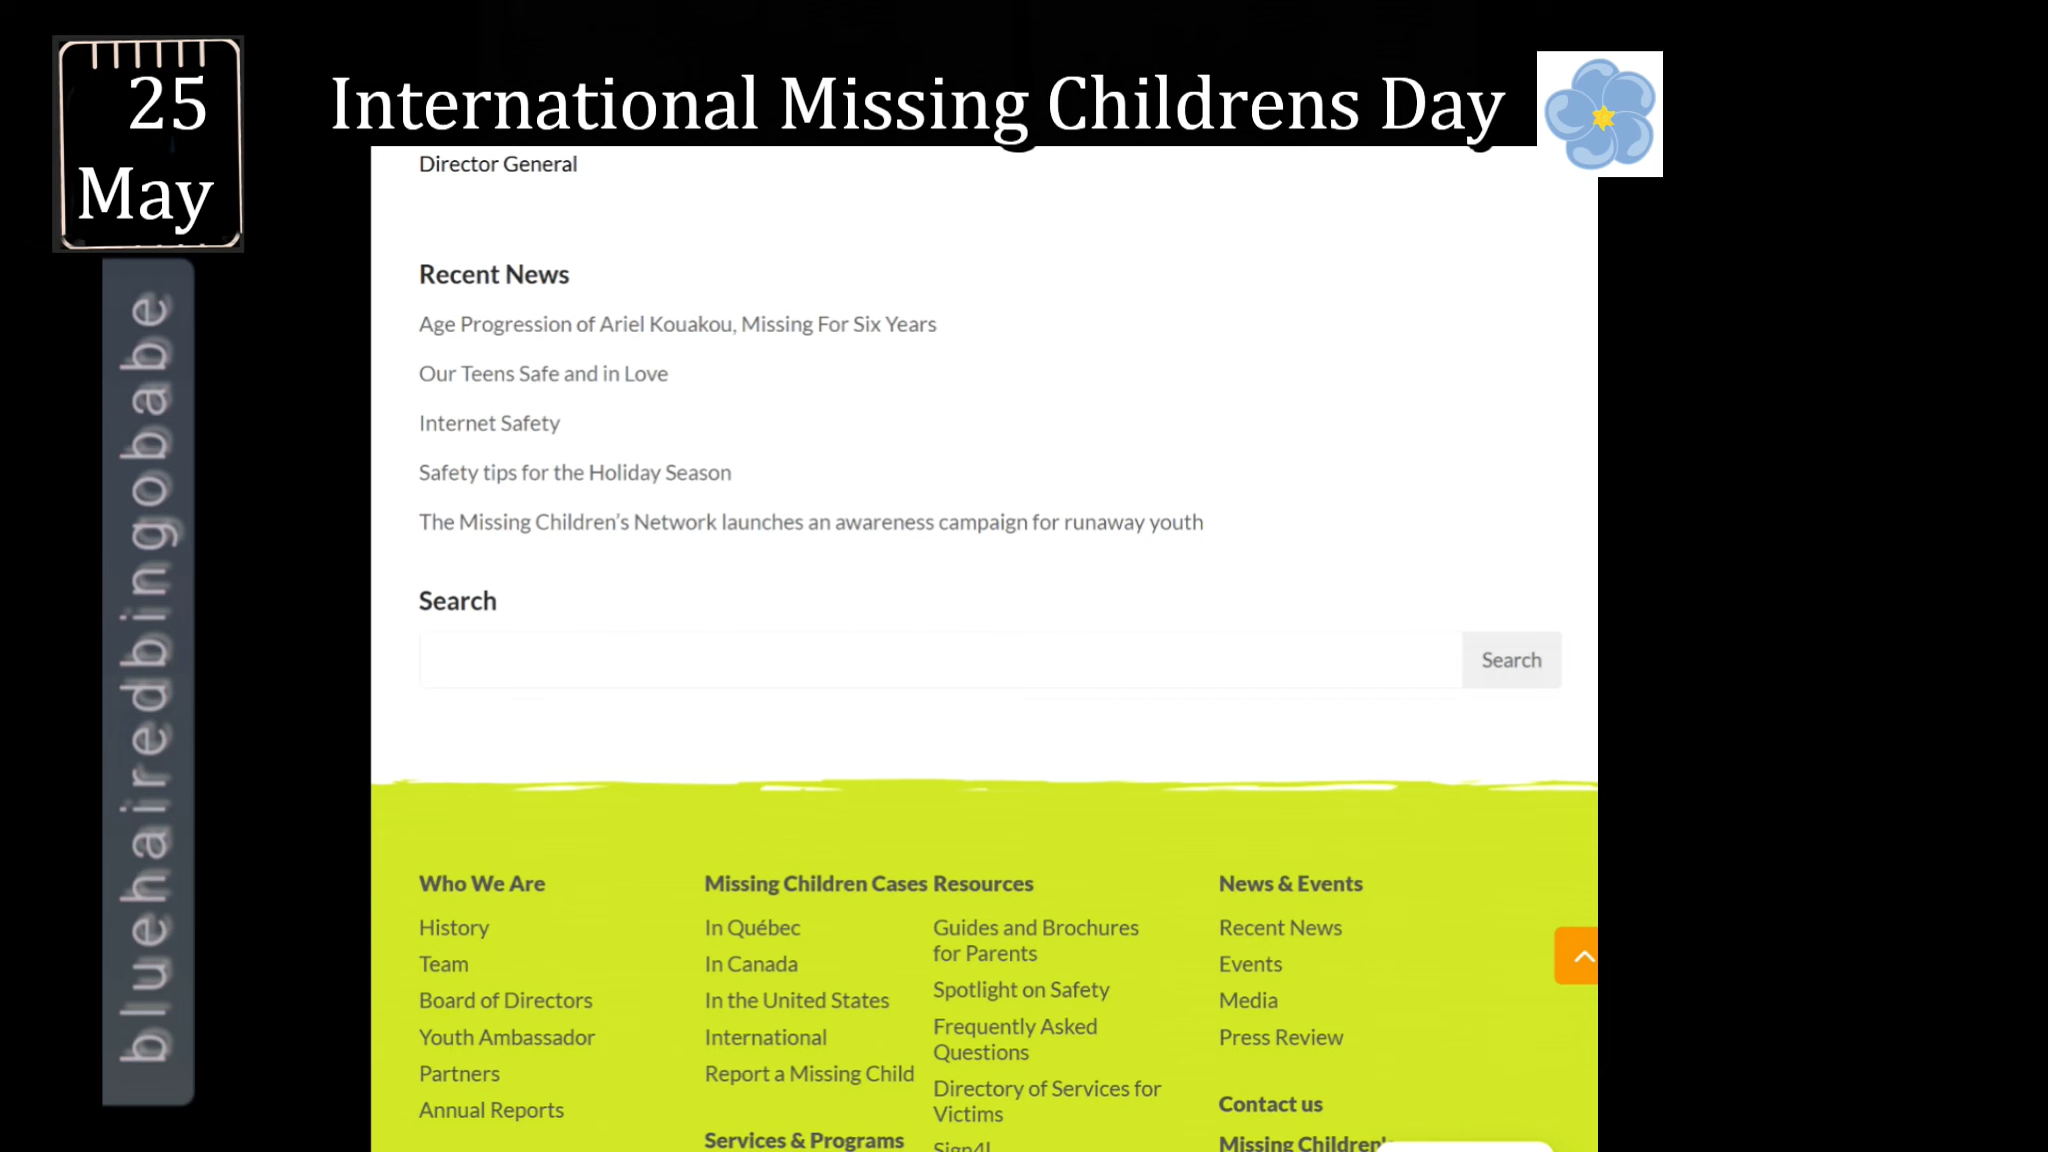 25
May
International Missing Childrens Day
bluehairedbingobabe
Director General
Recent News
Age Progression of Ariel Kouakou, Missing For Six Years
Our Teens Safe and in Love
Internet Safety
Safety tips for the Holiday Season
The Missing Children’s Network launches an awareness campaign for runaway youth
Search
Search
Who We Are
History
Team
Board of Directors
Youth Ambassador
Partners
Annual Reports
Missing Children Cases
In Québec
In Canada
In the United States
International
Report a Missing Child
Services & Programs
Resources
Guides and Brochures
for Parents
Spotlight on Safety
Frequently Asked
Questions
Directory of Services for
Victims
News & Events
Recent News
Events
Media
Press Review
Contact us
Missing Children's